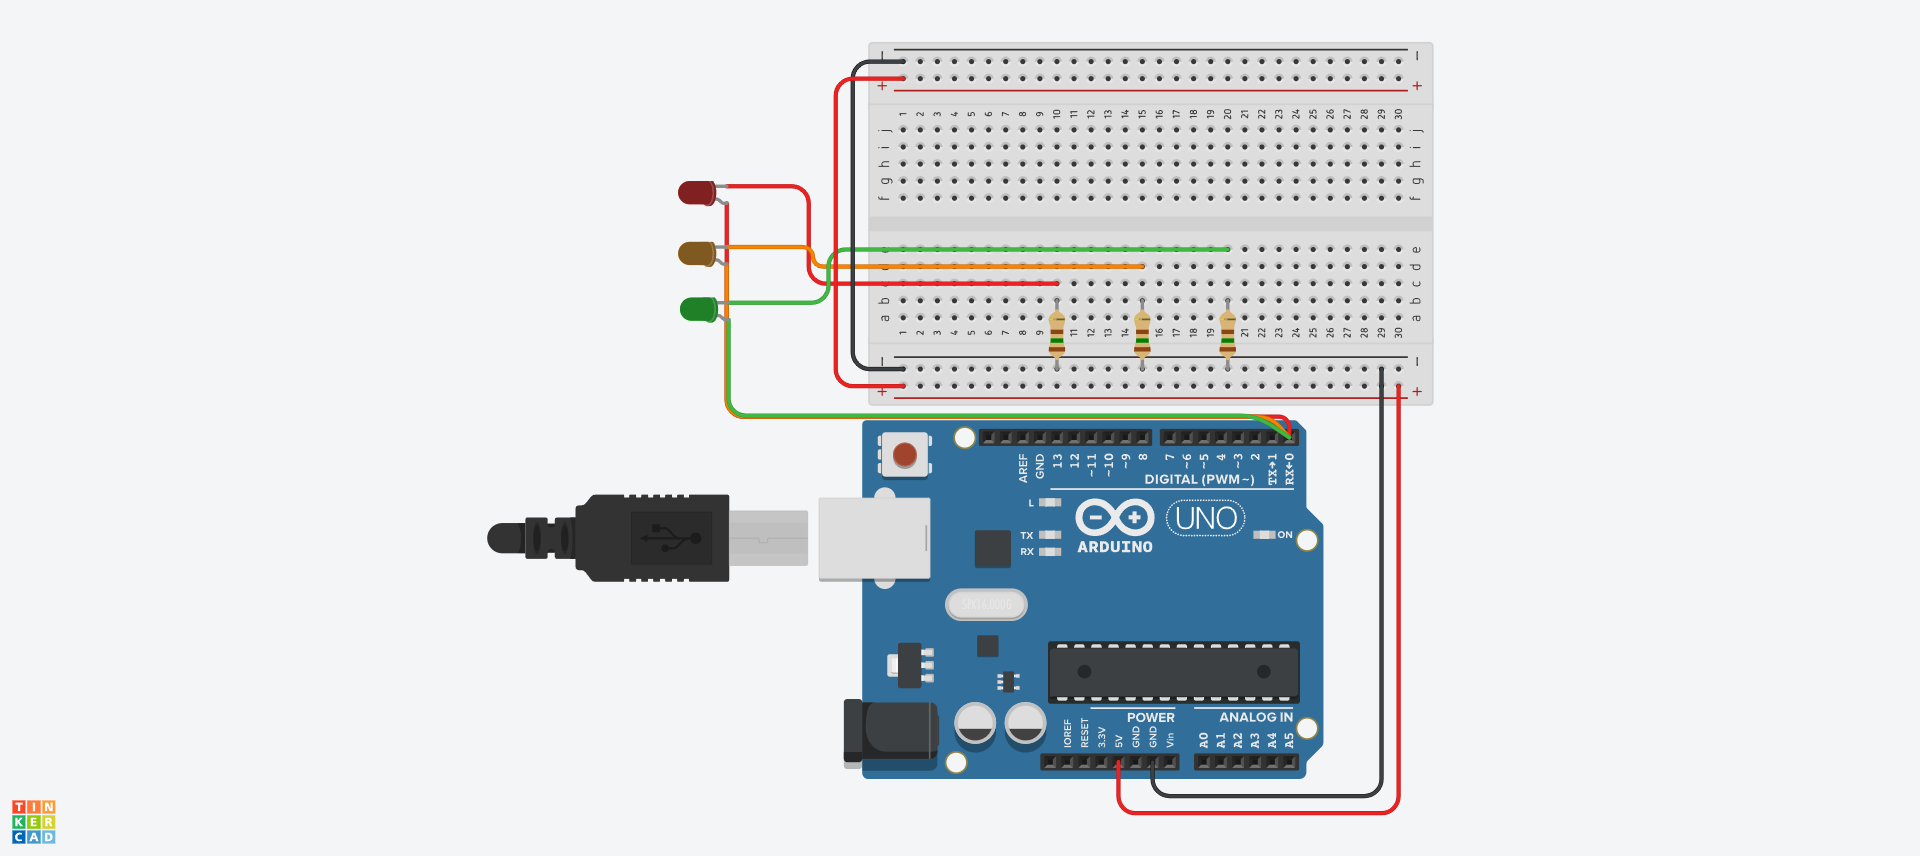 − −
+ +
1 2 3 4 5 6 7 8 9 10 11 12 13 14 15 16 17 18 19 20 21 22 23 24 25 26 27 28 29 30
j j
i i
h h
g g
f f
e
d
c c
b b
a a
1 2 3 4 5 6 7 8 9 11 12 13 14 16 17 18 19 21 22 23 24 25 26 27 28 29 30
− −
+ +
AREF GND 13 12 ~11 ~10 ~9 8 7 ~6 ~5 4 ~3 2 TX→1 RX←0
DIGITAL (PWM~)
L
TX
RX
ARDUINO
UNO
ON
POWER
ANALOG IN
IOREF RESET 3.3V 5V GND GND Vin A0 A1 A2 A3 A4 A5
TIN
KER
CAD